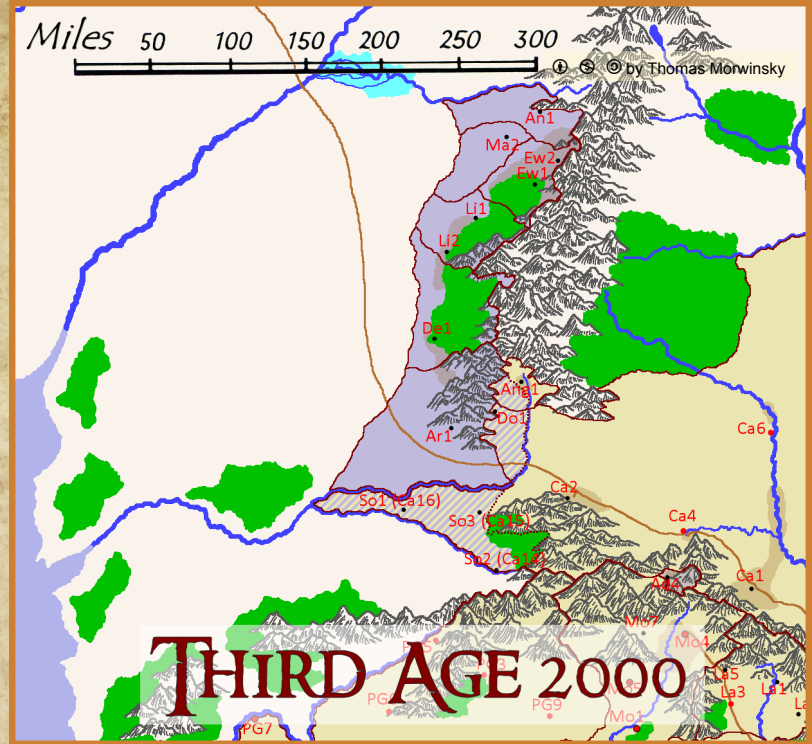 Miles 50 100 150 200 250 300
by Thomas Morwinsky
An1
Ma2
Ew2
Ew1
Li1
Li2
De1
Ang1
Do1
Ar1
Ca6
Ca2
So1 (Ca16)
So3 (Ca15)
Ca4
So2 (Ca14)
Ca1
Mo7
Mo4
THIRD AGE 2000
La5
La1
La3
PG9
Mo1
PG7